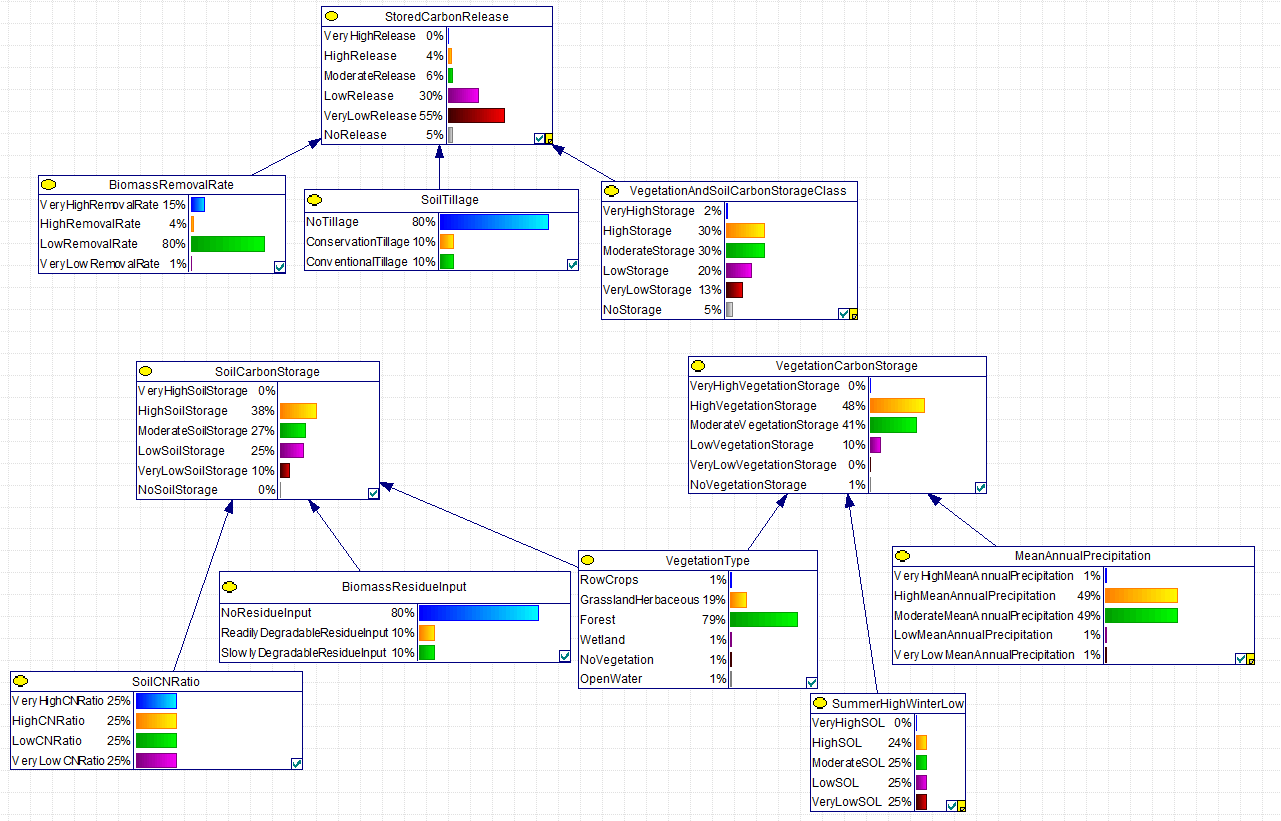 StoredCarbonRelease
VeryHighRelease 0%
HighRelease 4%
ModerateRelease 6%
LowRelease 30%
VeryLowRelease 55%
NoRelease 5%
BiomassRemovalRate
VeryHighRemovalRate 15%
HighRemovalRate 4%
LowRemovalRate 80%
VeryLowRemovalRate 1%
SoilTillage
NoTillage 80%
ConservationTillage 10%
ConventionalTillage 10%
VegetationAndSoilCarbonStorageClass
VeryHighStorage 2%
HighStorage 30%
ModerateStorage 30%
LowStorage 20%
VeryLowStorage 13%
NoStorage 5%
SoilCarbonStorage
VeryHighSoilStorage 0%
HighSoilStorage 38%
ModerateSoilStorage 27%
LowSoilStorage 25%
VeryLowSoilStorage 10%
NoSoilStorage 0%
VegetationCarbonStorage
VeryHighVegetationStorage 0%
HighVegetationStorage 48%
ModerateVegetationStorage 41%
LowVegetationStorage 10%
VeryLowVegetationStorage 0%
NoVegetationStorage 1%
BiomassResidueInput
NoResidueInput 80%
ReadilyDegradableResidueInput 10%
SlowlyDegradableResidueInput 10%
VegetationType
RowCrops 1%
GrasslandHerbaceous 19%
Forest 79%
Wetland 1%
NoVegetation 1%
OpenWater 1%
MeanAnnualPrecipitation
VeryHighMeanAnnualPrecipitation 1%
HighMeanAnnualPrecipitation 49%
ModerateMeanAnnualPrecipitation 49%
LowMeanAnnualPrecipitation 1%
VeryLowMeanAnnualPrecipitation 1%
SoilCNRatio
VeryHighCNRatio 25%
HighCNRatio 25%
LowCNRatio 25%
VeryLowCNRatio 25%
SummerHighWinterLow
VeryHighSOL 0%
HighSOL 24%
ModerateSOL 25%
LowSOL 25%
VeryLowSOL 25%